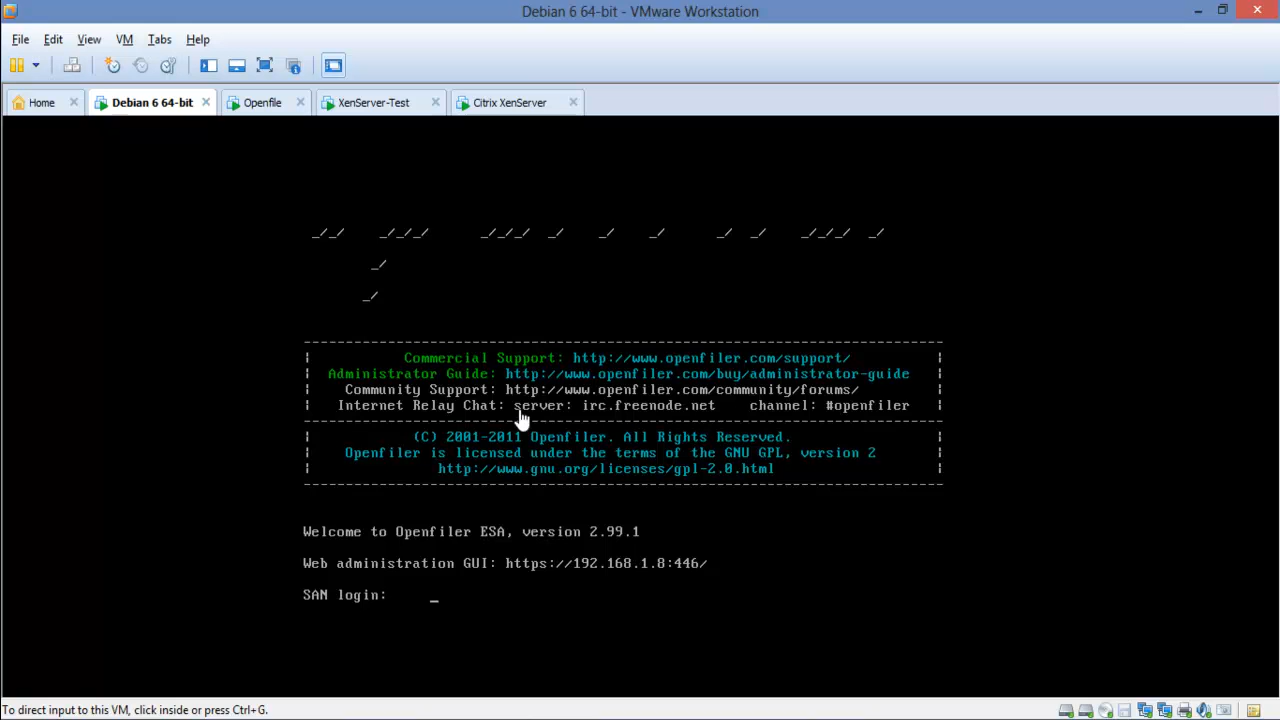 Debian 6 64-bit - VMware Workstation
File Edit View VM Tabs Help
Home Debian 6 64-bit Openfile XenServer-Test Citrix XenServer
_/_/ _/_/_/ _/_/_/ _/ _/ _/ _/ _/ _/_/_/ _/
_/
_/
----------------------------------------------------------------------------
| Commercial Support: http://www.openfiler.com/support/ |
| Administrator Guide: http://www.openfiler.com/buy/administrator-guide |
| Community Support: http://www.openfiler.com/community/forums/ |
| Internet Relay Chat: server: irc.freenode.net channel: #openfiler |
----------------------------------------------------------------------------
| (C) 2001-2011 Openfiler. All Rights Reserved. |
| Openfiler is licensed under the terms of the GNU GPL, version 2 |
| http://www.gnu.org/licenses/gpl-2.0.html |
----------------------------------------------------------------------------
Welcome to Openfiler ESA, version 2.99.1
Web administration GUI: https://192.168.1.8:446/
SAN login: _
To direct input to this VM, click inside or press Ctrl+G.